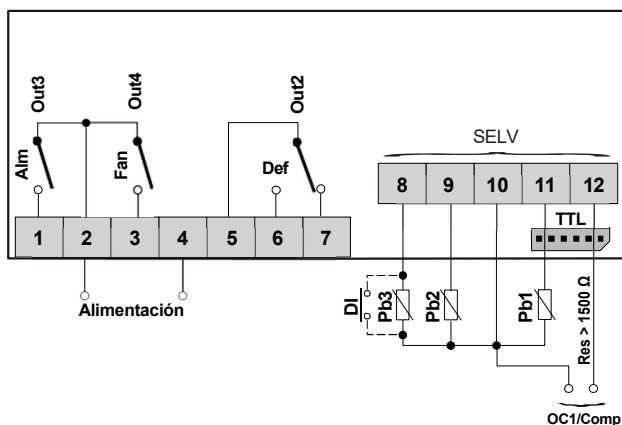 Out3
Out4
Out2
SELV
Alm
Fan
Def
8 9 10 11 12
TTL
1 2 3 4 5 6 7
Alimentación
DI
Pb3
Pb2
Pb1
Res > 1500 Ω
OC1/Comp